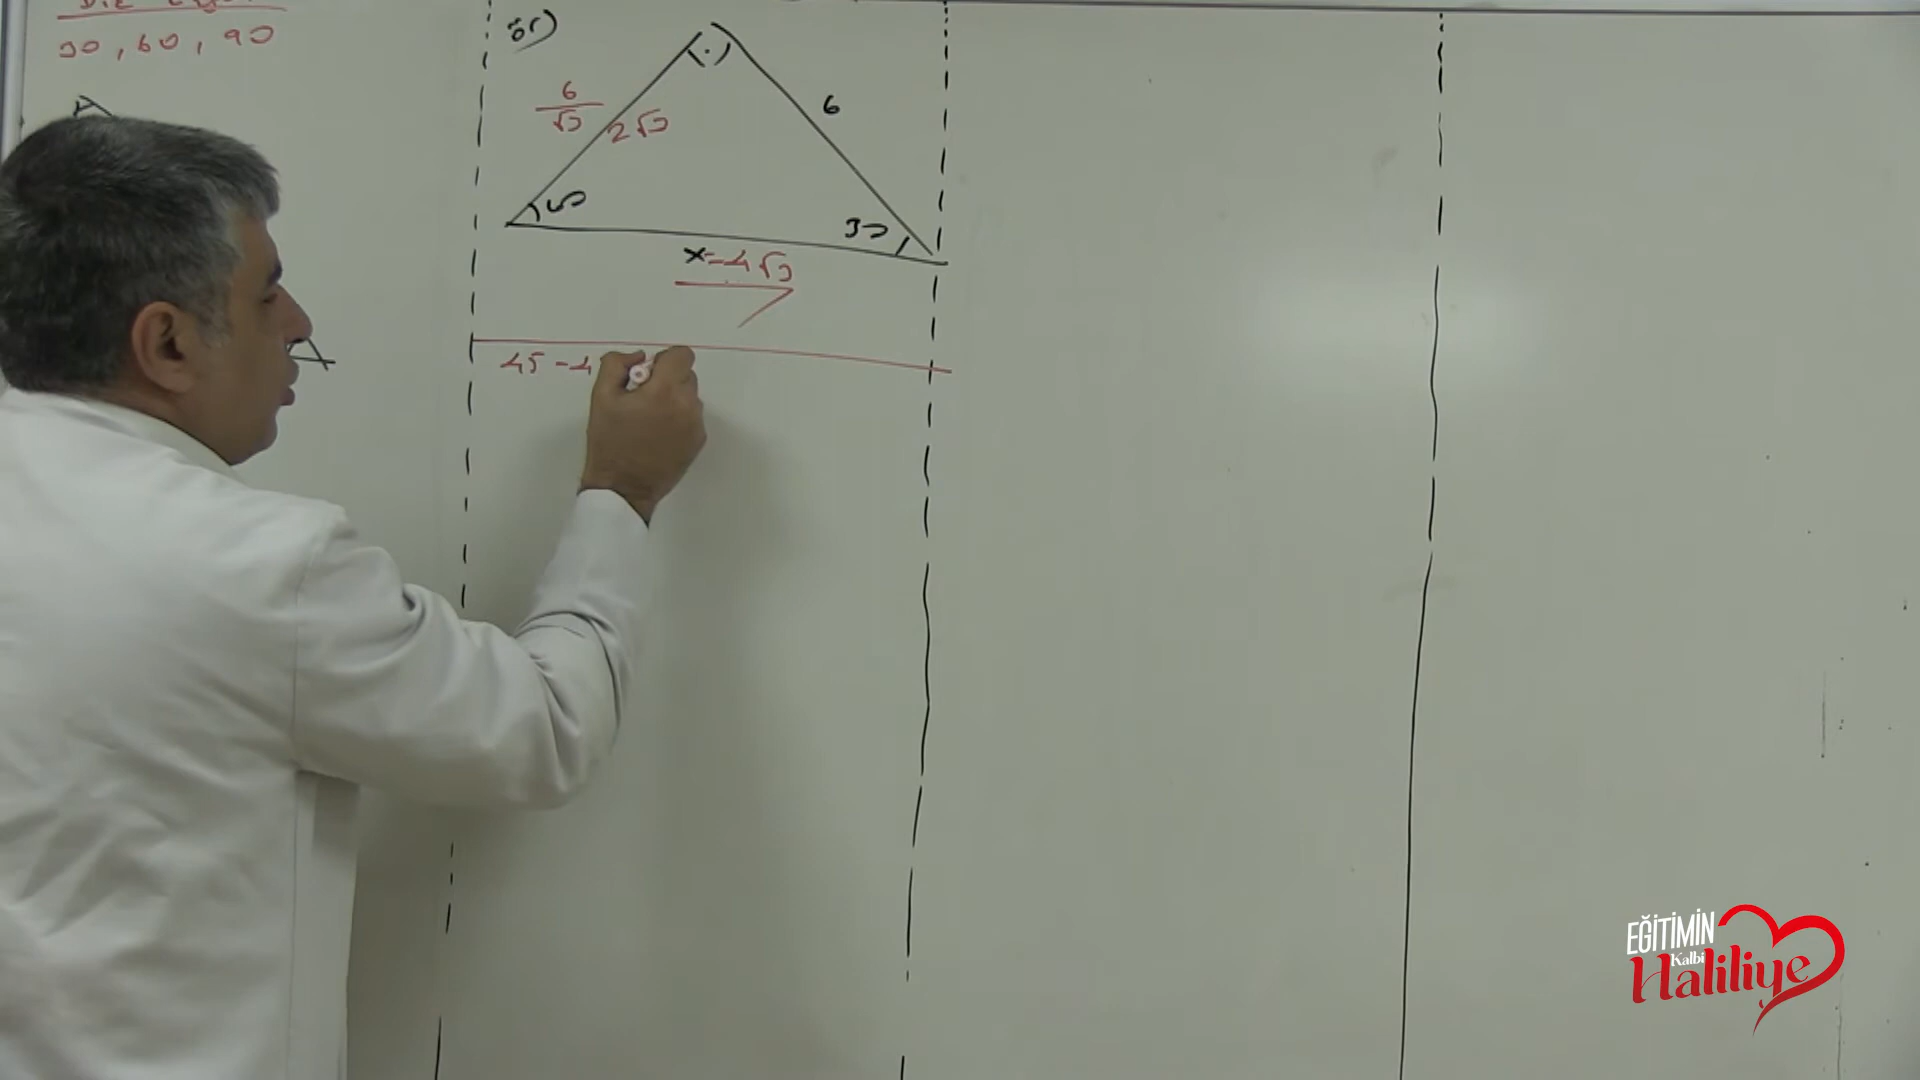 30, 60, 90
ör)
6
6
√3
2√3
60
30
x=4√3
45-4
EĞİTİMİN
Kalbi
Haliliye